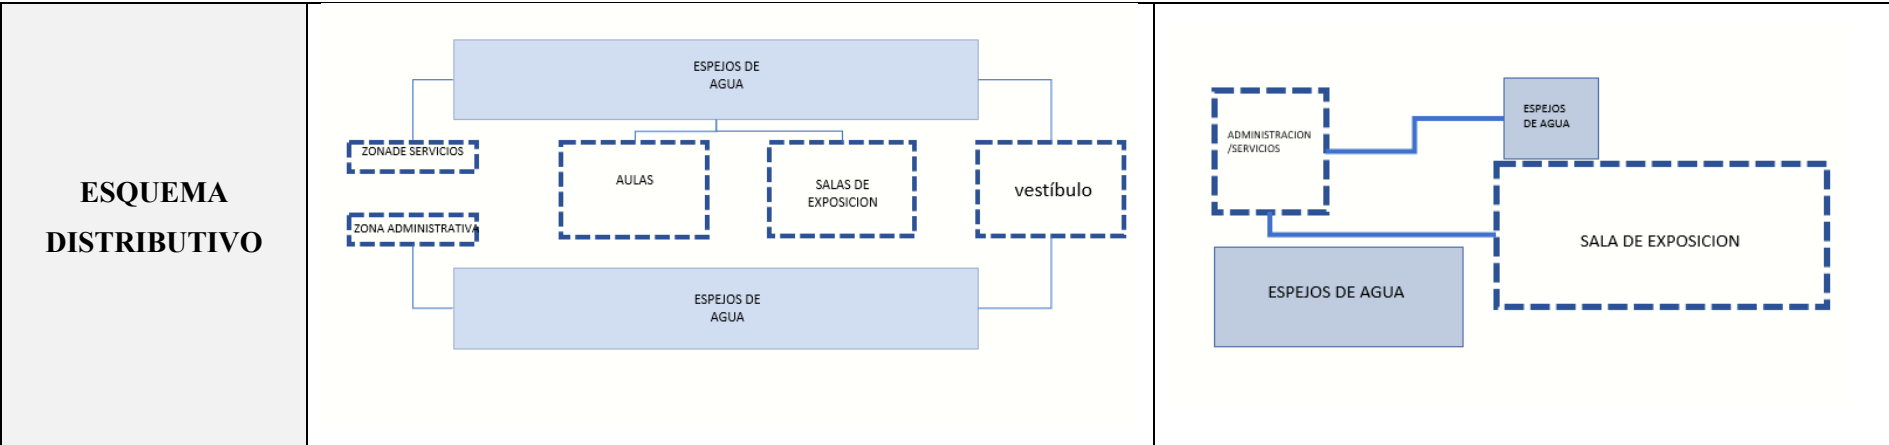 ESQUEMA
DISTRIBUTIVO
ESPEJOS DE
AGUA
ZONADE SERVICIOS
AULAS
SALAS DE
EXPOSICION
vestíbulo
ZONA ADMINISTRATIVA
ESPEJOS DE
AGUA
ESPEJOS
DE AGUA
ADMINISTRACION
/SERVICIOS
SALA DE EXPOSICION
ESPEJOS DE AGUA